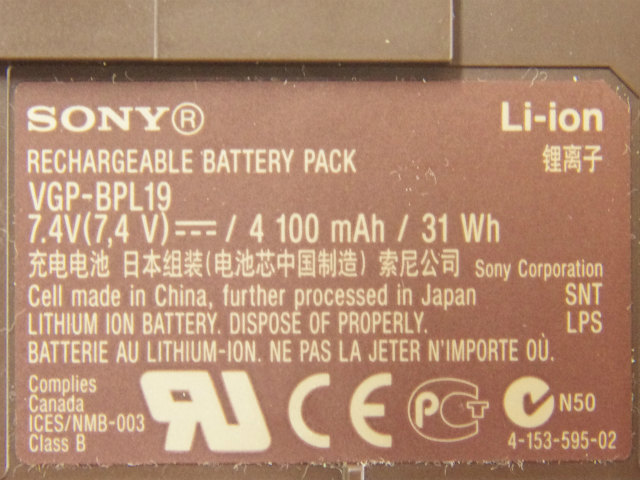 SONY®
Li-ion
RECHARGEABLE BATTERY PACK
锂离子
VGP-BPL19
7.4V(7,4 V)⎓ / 4 100 mAh / 31 Wh
充电电池 日本组装(电池芯中国制造) 索尼公司 Sony Corporation
Cell made in China, further processed in Japan SNT
LITHIUM ION BATTERY. DISPOSE OF PROPERLY. LPS
BATTERIE AU LITHIUM-ION. NE PAS LA JETER N'IMPORTE OÙ.
Complies
Canada
ICES/NMB-003
Class B
CE
PCT
N50
4-153-595-02